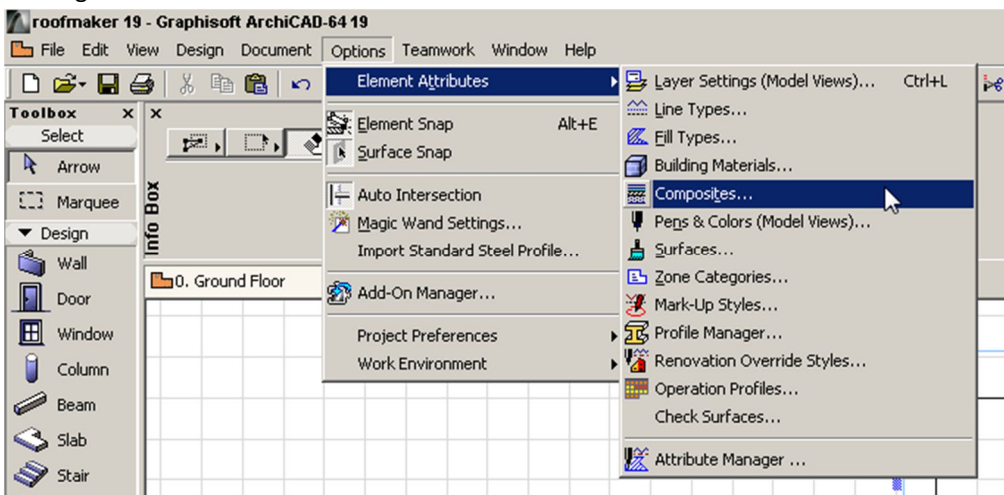 roofmaker 19 - Graphisoft ArchiCAD-64 19
File Edit View Design Document Options Teamwork Window Help
Toolbox x
Select
Arrow
Marquee
Design
Wall
Door
Window
Column
Beam
Slab
Stair
x
Info Box
0. Ground Floor
Element Attributes
Element Snap Alt+E
Surface Snap
Auto Intersection
Magic Wand Settings...
Import Standard Steel Profile...
Add-On Manager...
Project Preferences
Work Environment
Layer Settings (Model Views)... Ctrl+L
Line Types...
Fill Types...
Building Materials...
Composites...
Pens & Colors (Model Views)...
Surfaces...
Zone Categories...
Mark-Up Styles...
Profile Manager...
Renovation Override Styles...
Operation Profiles...
Check Surfaces...
Attribute Manager ...